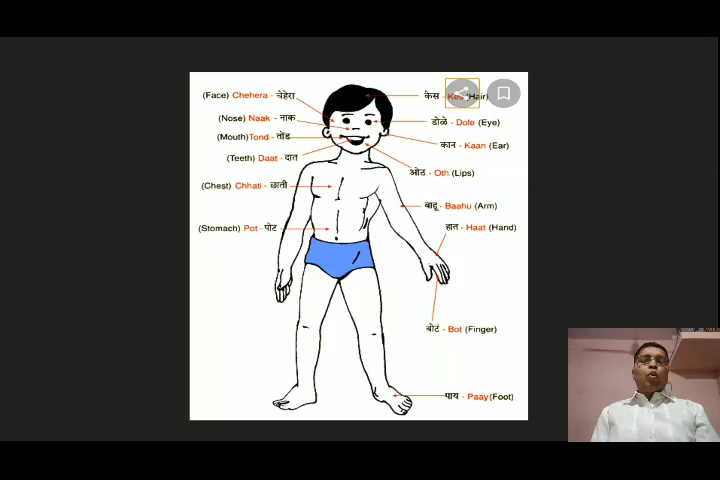 (Face) Chehera - चेहेरा
केस - Kes (Hair)
(Nose) Naak - नाक
डोळे - Dole (Eye)
(Mouth) Tond - तोंड
कान - Kaan (Ear)
(Teeth) Daat - दात
ओठ - Oth (Lips)
(Chest) Chhati - छाती
बाहू - Baahu (Arm)
(Stomach) Pot - पोट
हात - Haat (Hand)
बोटं - Bot (Finger)
पाय - Paay (Foot)